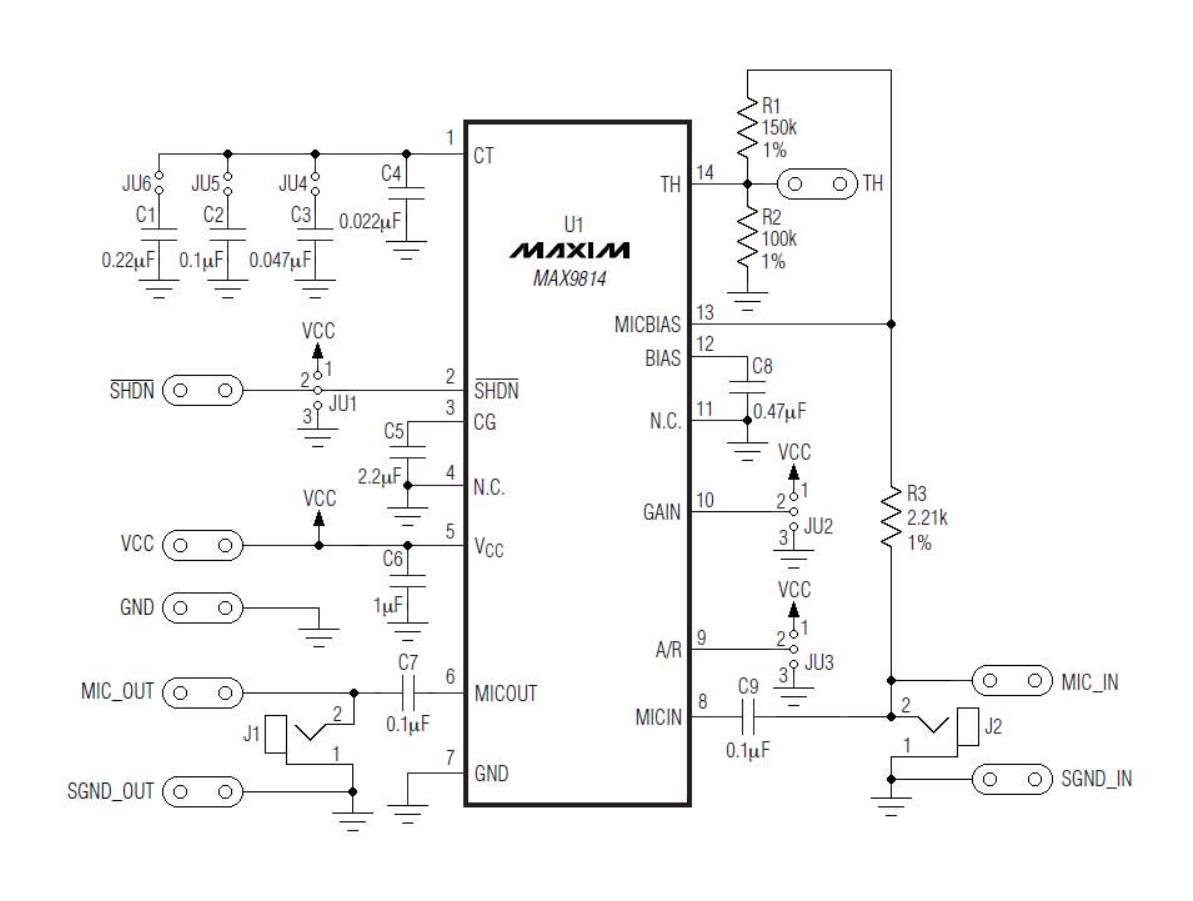 1
CT
JU6
JU5
JU4
C4
0.022µF
C1
C2
C3
0.22µF
0.1µF
0.047µF
VCC
SHDN
1
2
3
JU1
2
SHDN
3
CG
C5
2.2µF
4
N.C.
VCC
VCC
5
VCC
C6
1µF
GND
MIC_OUT
C7
0.1µF
6
MICOUT
J1
2
1
7
GND
SGND_OUT
U1
MAXIM
MAX9814
R1
150k
1%
TH
14
TH
R2
100k
1%
MICBIAS
13
BIAS
12
C8
0.47µF
N.C.
11
VCC
GAIN
10
1
2
3
JU2
R3
2.21k
1%
VCC
A/R
9
1
2
3
JU3
MICIN
8
C9
0.1µF
MIC_IN
2
J2
1
SGND_IN